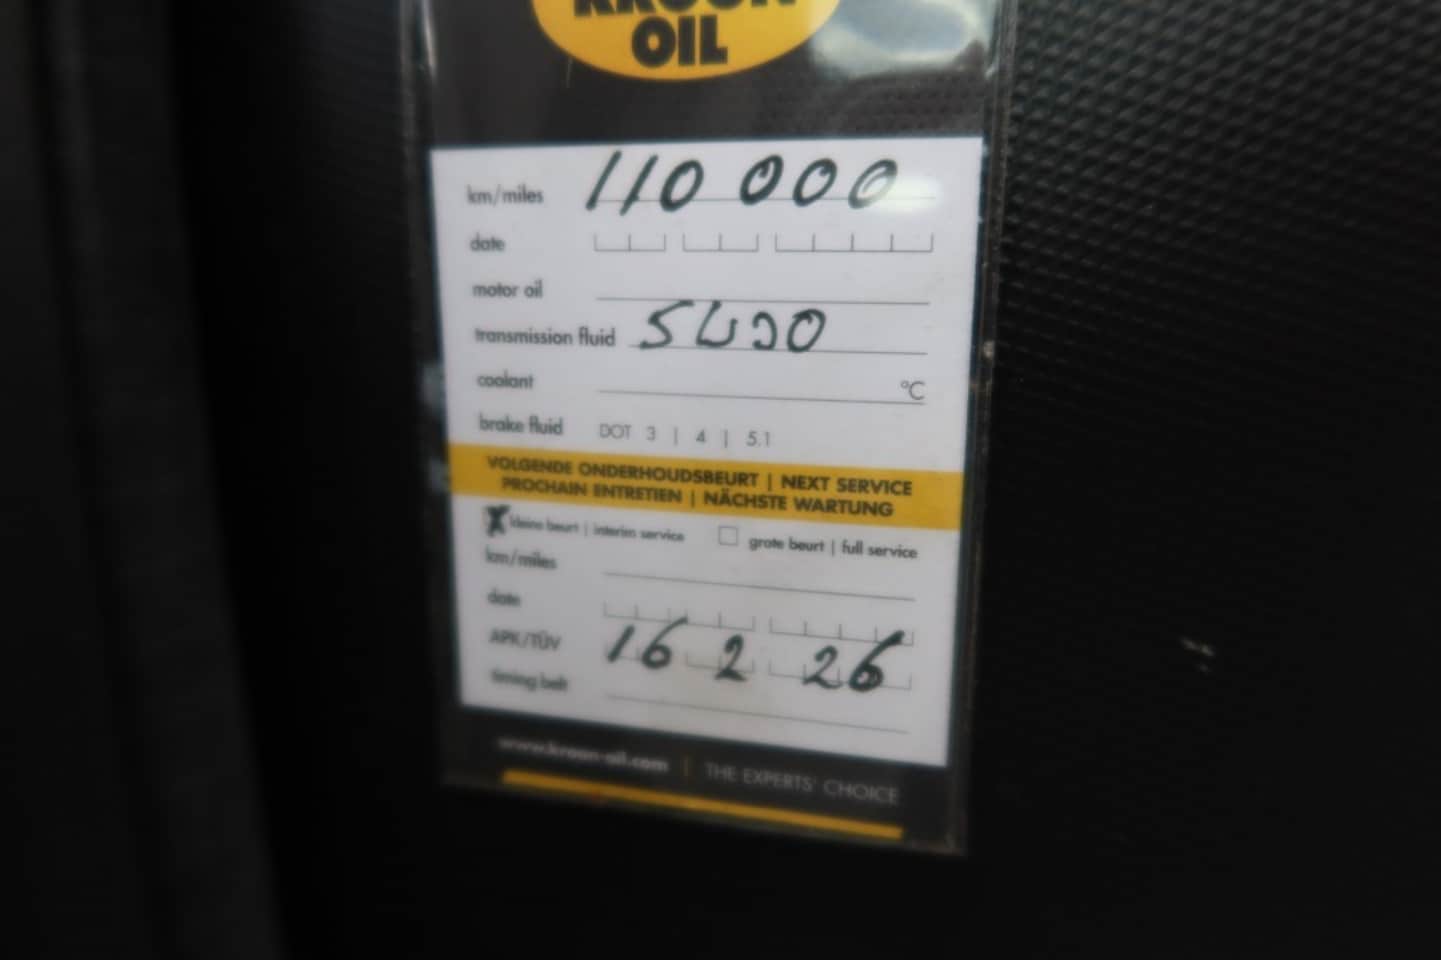 KROON
OIL
km/miles 110 000
date
motor oil
transmission fluid 5W30
coolant °C
brake fluid DOT 3 | 4 | 5.1
VOLGENDE ONDERHOUDSBEURT | NEXT SERVICE
PROCHAIN ENTRETIEN | NÄCHSTE WARTUNG
X kleine beurt | interim service □ grote beurt | full service
km/miles
date
APK/TÜV 16 2 26
timing belt
www.kroon-oil.com | THE EXPERTS' CHOICE